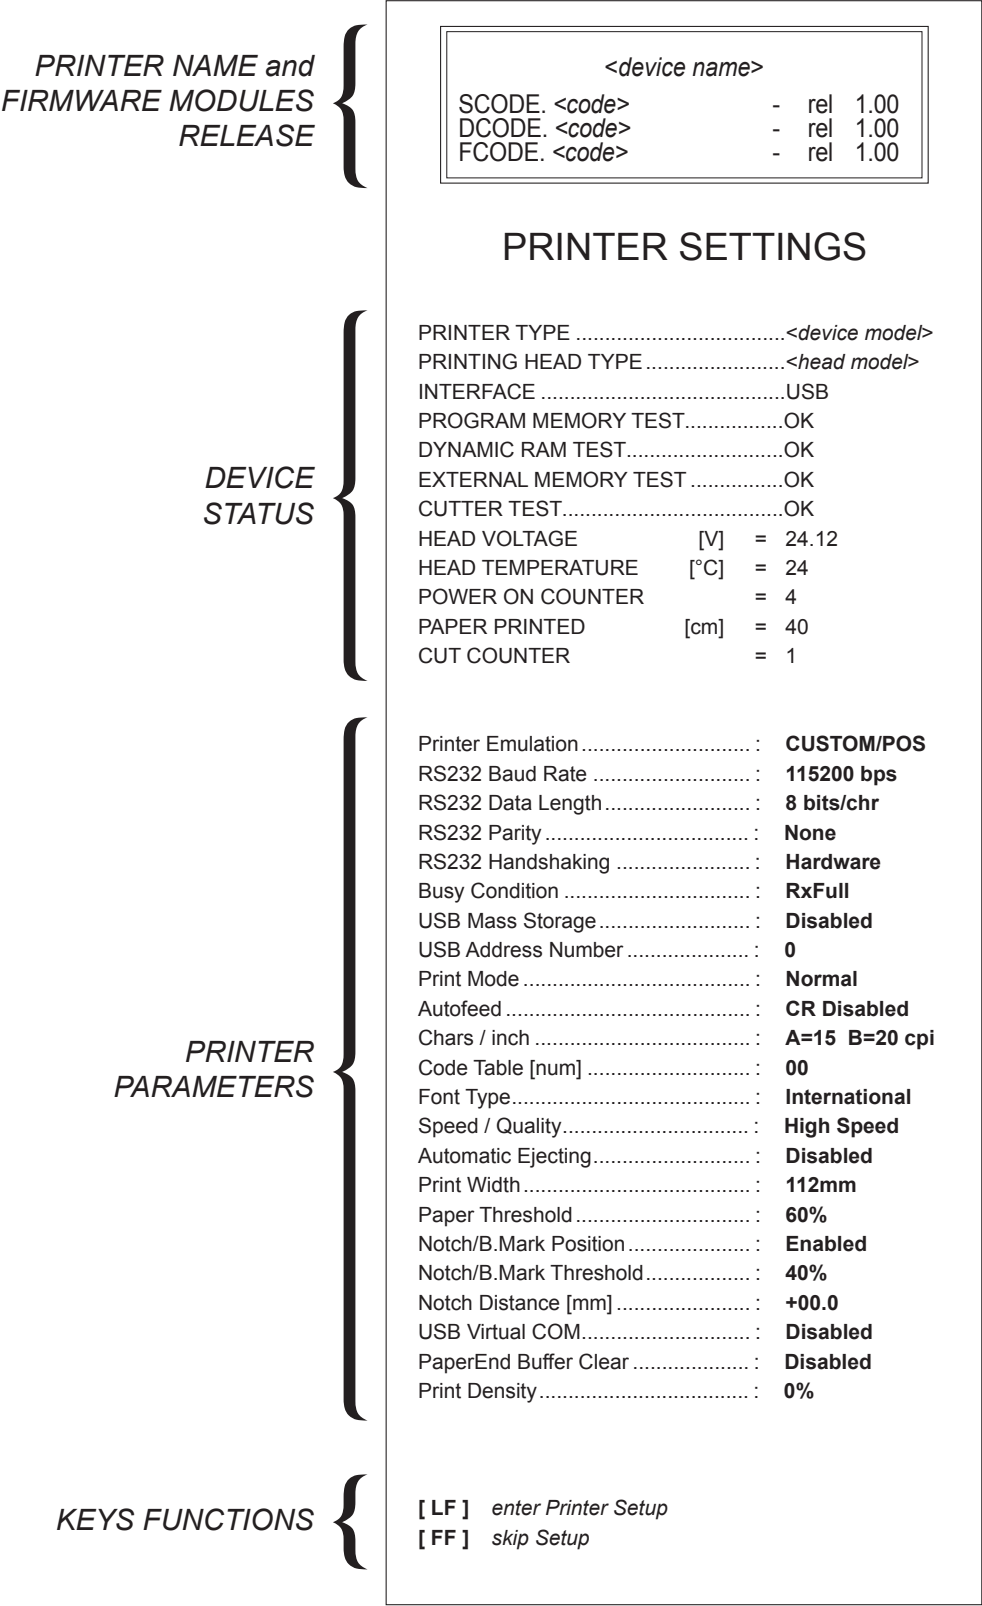 PRINTER NAME and
FIRMWARE MODULES
RELEASE
<device name>
SCODE. <code> - rel 1.00
DCODE. <code> - rel 1.00
FCODE. <code> - rel 1.00
PRINTER SETTINGS
DEVICE
STATUS
PRINTER TYPE ....................................<device model>
PRINTING HEAD TYPE ........................<head model>
INTERFACE ..........................................USB
PROGRAM MEMORY TEST.................OK
DYNAMIC RAM TEST...........................OK
EXTERNAL MEMORY TEST ................OK
CUTTER TEST......................................OK
HEAD VOLTAGE [V] = 24.12
HEAD TEMPERATURE [°C] = 24
POWER ON COUNTER = 4
PAPER PRINTED [cm] = 40
CUT COUNTER = 1
PRINTER
PARAMETERS
Printer Emulation ............................. : CUSTOM/POS
RS232 Baud Rate ........................... : 115200 bps
RS232 Data Length ......................... : 8 bits/chr
RS232 Parity ................................... : None
RS232 Handshaking ....................... : Hardware
Busy Condition ................................ : RxFull
USB Mass Storage .......................... : Disabled
USB Address Number ..................... : 0
Print Mode ....................................... : Normal
Autofeed .......................................... : CR Disabled
Chars / inch ..................................... : A=15 B=20 cpi
Code Table [num] ............................ : 00
Font Type......................................... : International
Speed / Quality................................ : High Speed
Automatic Ejecting........................... : Disabled
Print Width ....................................... : 112mm
Paper Threshold .............................. : 60%
Notch/B.Mark Position ..................... : Enabled
Notch/B.Mark Threshold .................. : 40%
Notch Distance [mm] ....................... : +00.0
USB Virtual COM............................. : Disabled
PaperEnd Buffer Clear .................... : Disabled
Print Density .................................... : 0%
KEYS FUNCTIONS
[ LF ] enter Printer Setup
[ FF ] skip Setup